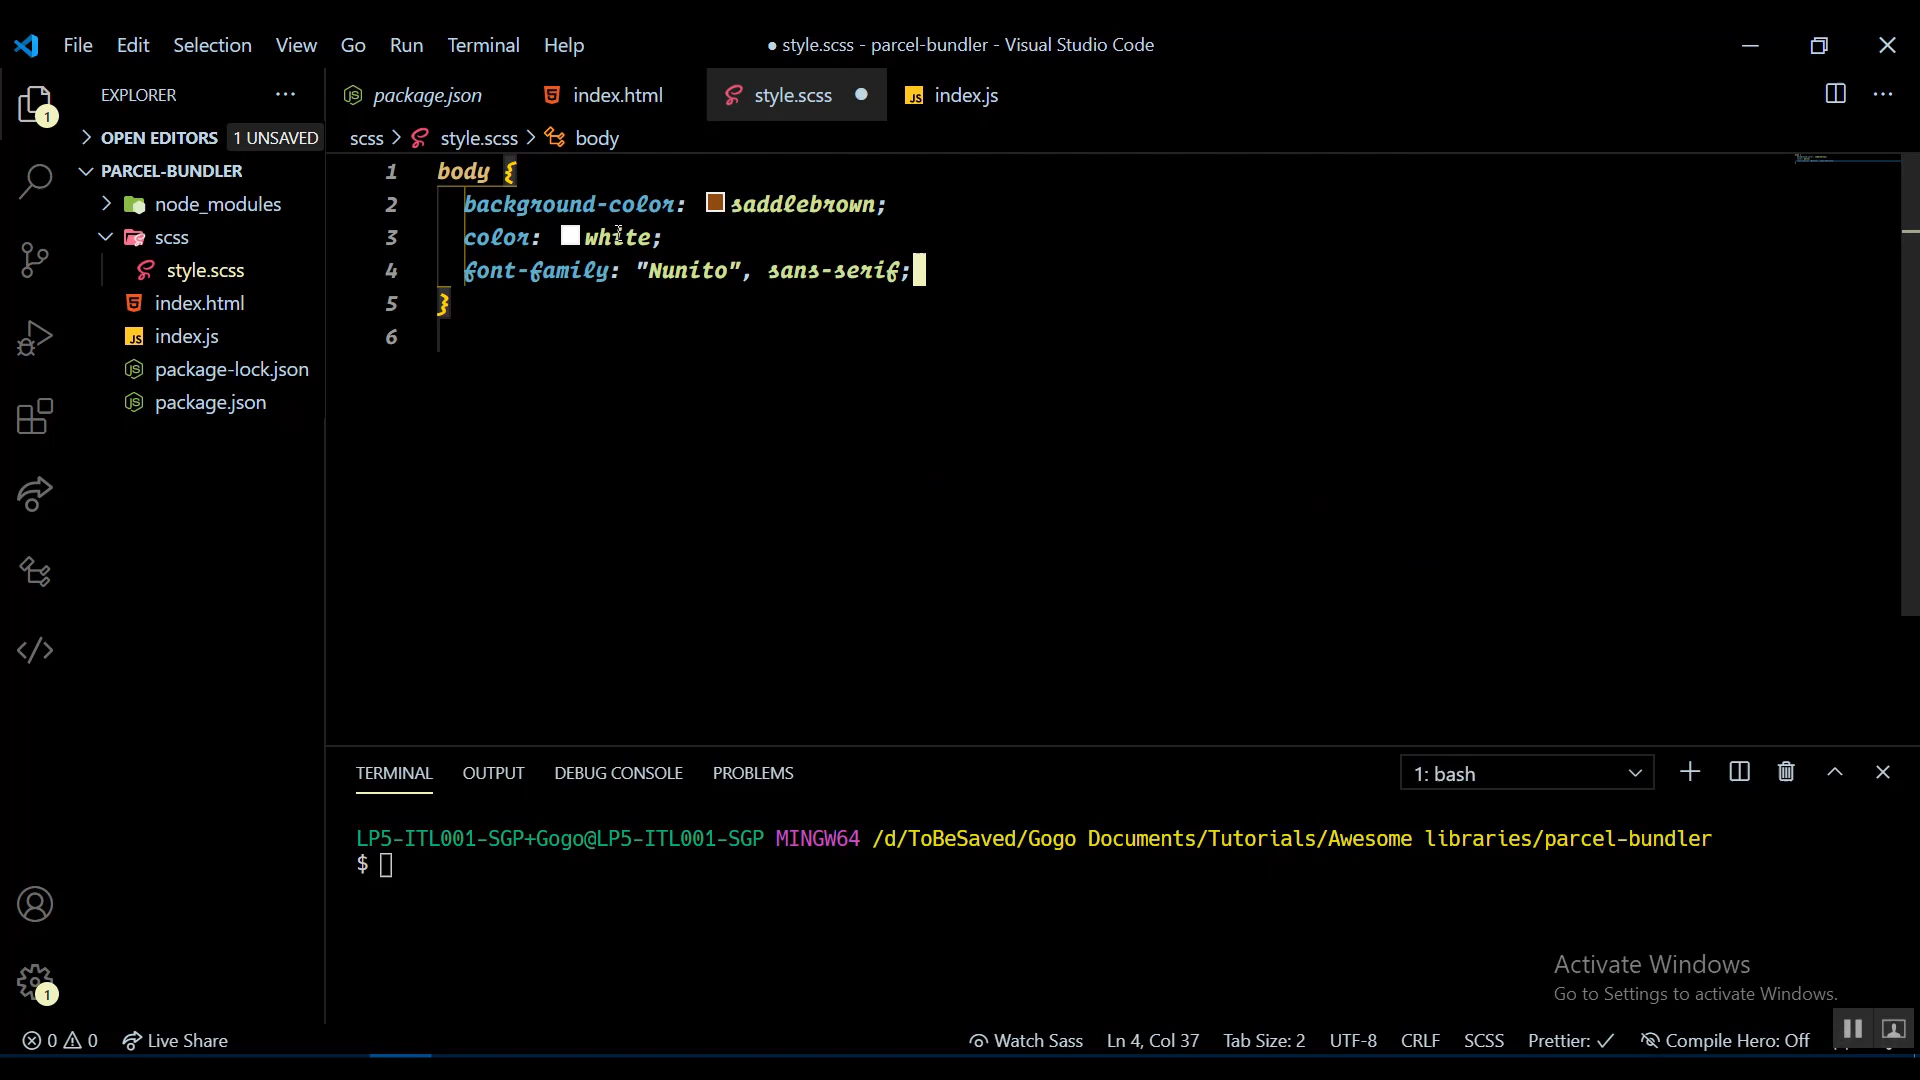 File Edit Selection View Go Run Terminal Help
● style.scss - parcel-bundler - Visual Studio Code
EXPLORER
1
OPEN EDITORS 1 UNSAVED
PARCEL-BUNDLER
node_modules
scss
style.scss
index.html
JS index.js
package-lock.json
package.json
package.json index.html style.scss JS index.js
scss > style.scss > body
1 body {
2 background-color: saddlebrown;
3 color: white;
4 font-family: "Nunito", sans-serif;
5 }
6
TERMINAL OUTPUT DEBUG CONSOLE PROBLEMS
1: bash
LP5-ITL001-SGP+Gogo@LP5-ITL001-SGP MINGW64 /d/ToBeSaved/Gogo Documents/Tutorials/Awesome libraries/parcel-bundler
$
Activate Windows
Go to Settings to activate Windows.
1
0 0 Live Share
Watch Sass Ln 4, Col 37 Tab Size: 2 UTF-8 CRLF SCSS Prettier: ✓ Compile Hero: Off